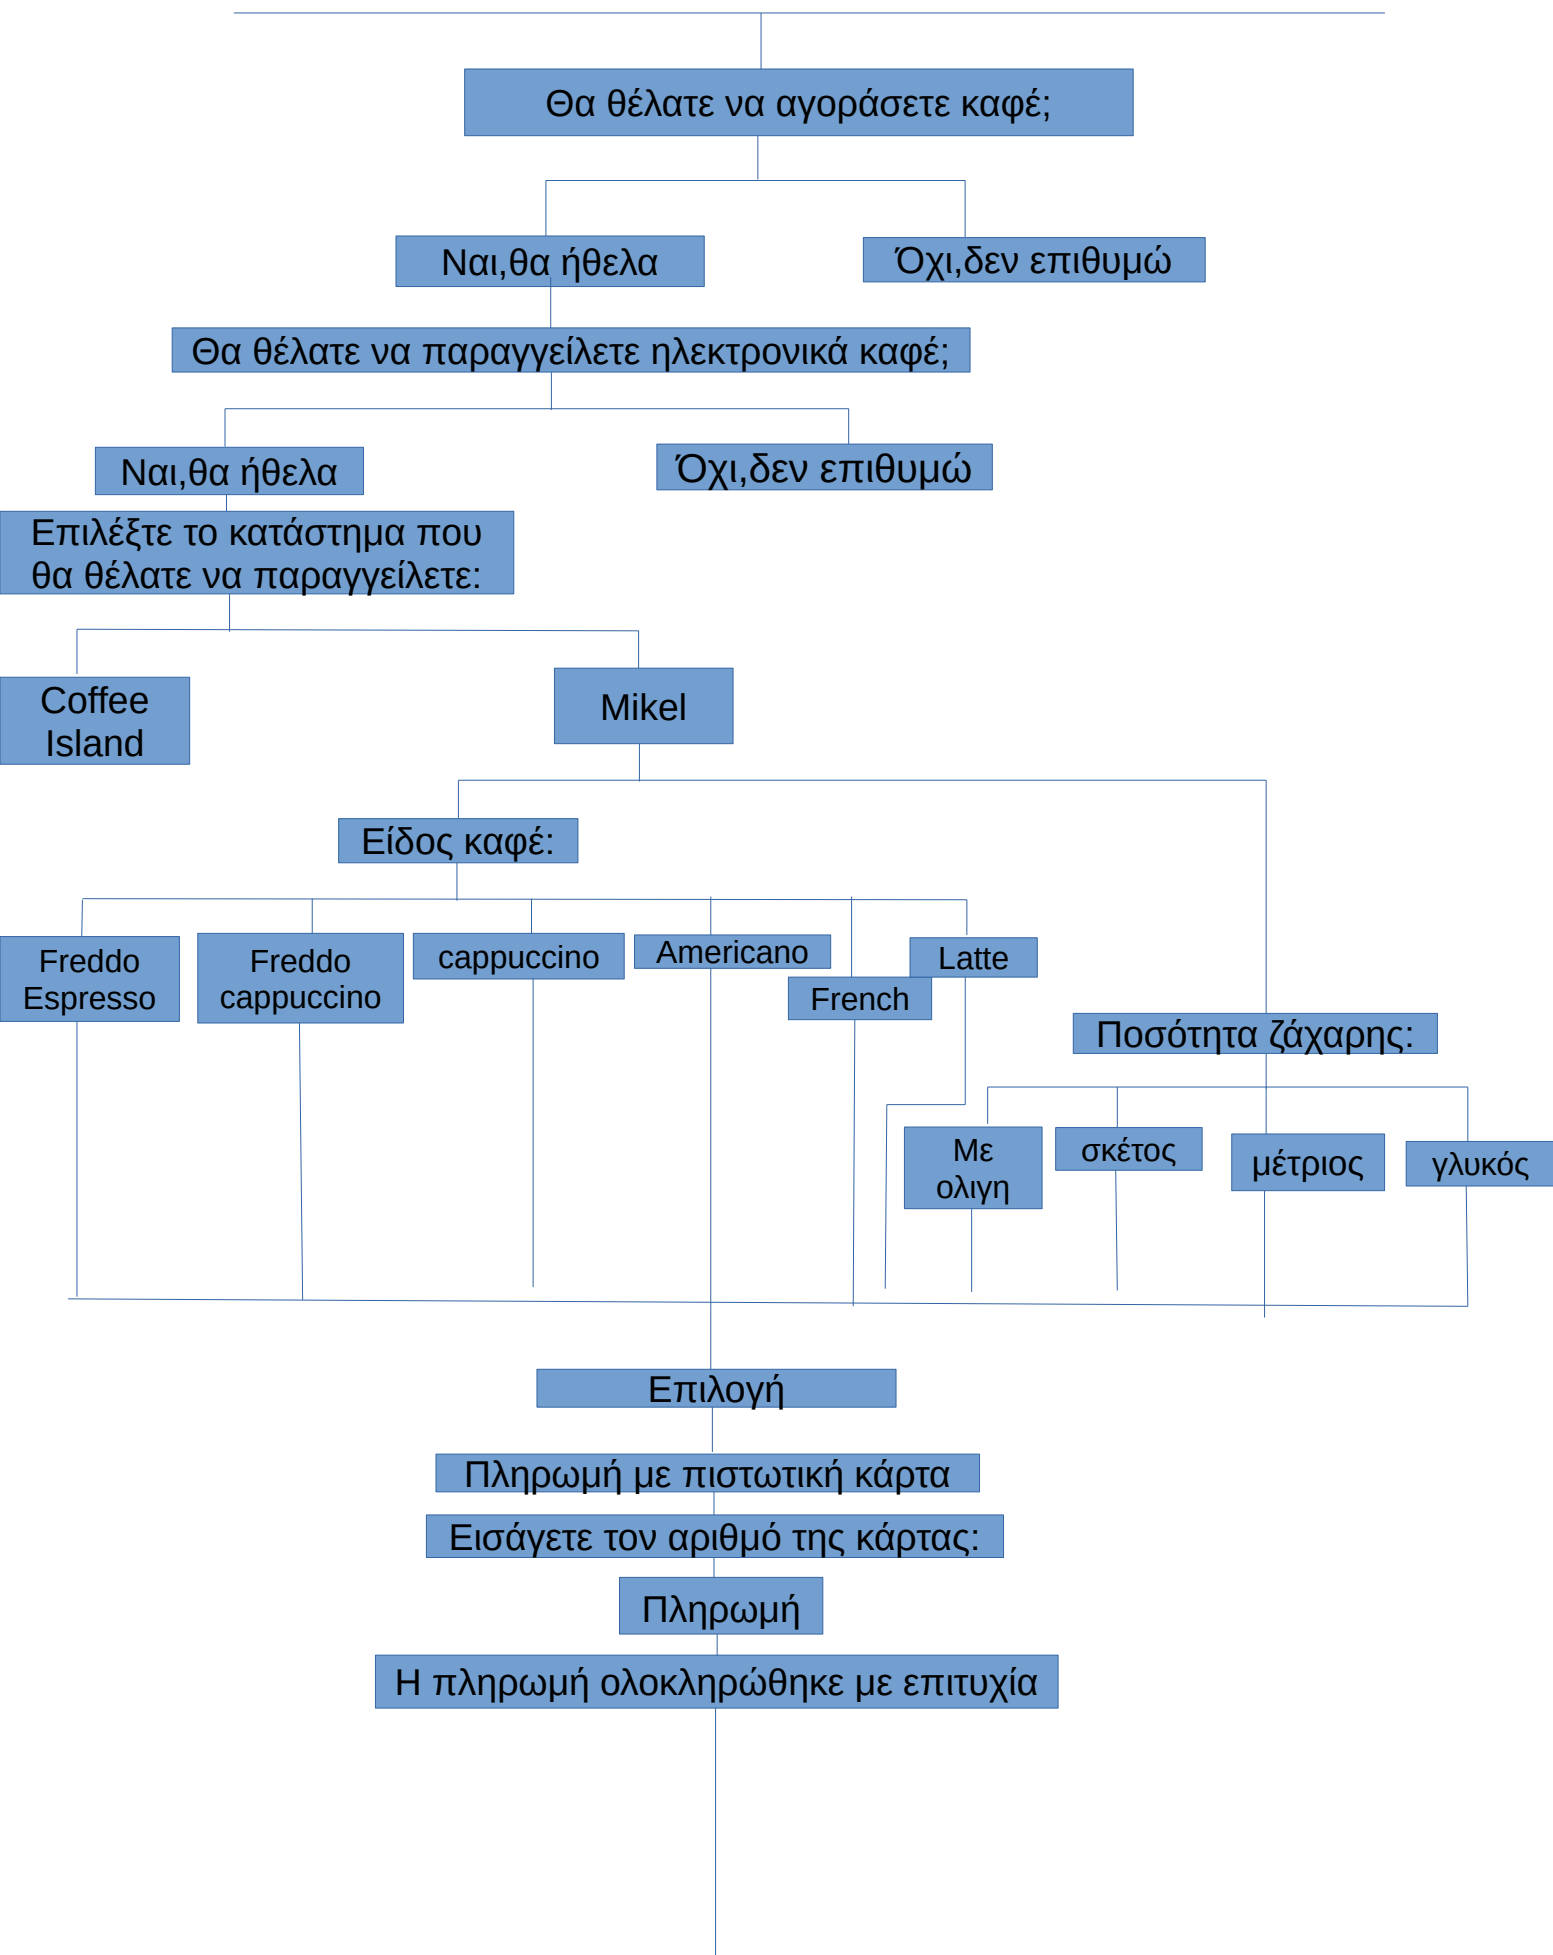 Θα θέλατε να αγοράσετε καφέ;
Ναι,θα ήθελα
Όχι,δεν επιθυμώ
Θα θέλατε να παραγγείλετε ηλεκτρονικά καφέ;
Ναι,θα ήθελα
Όχι,δεν επιθυμώ
Επιλέξτε το κατάστημα που
θα θέλατε να παραγγείλετε:
Coffee
Island
Mikel
Είδος καφέ:
Freddo
Espresso
Freddo
cappuccino
cappuccino
Americano
French
Latte
Ποσότητα ζάχαρης:
Με
ολιγη
σκέτος
μέτριος
γλυκός
Επιλογή
Πληρωμή με πιστωτική κάρτα
Εισάγετε τον αριθμό της κάρτας:
Πληρωμή
Η πληρωμή ολοκληρώθηκε με επιτυχία